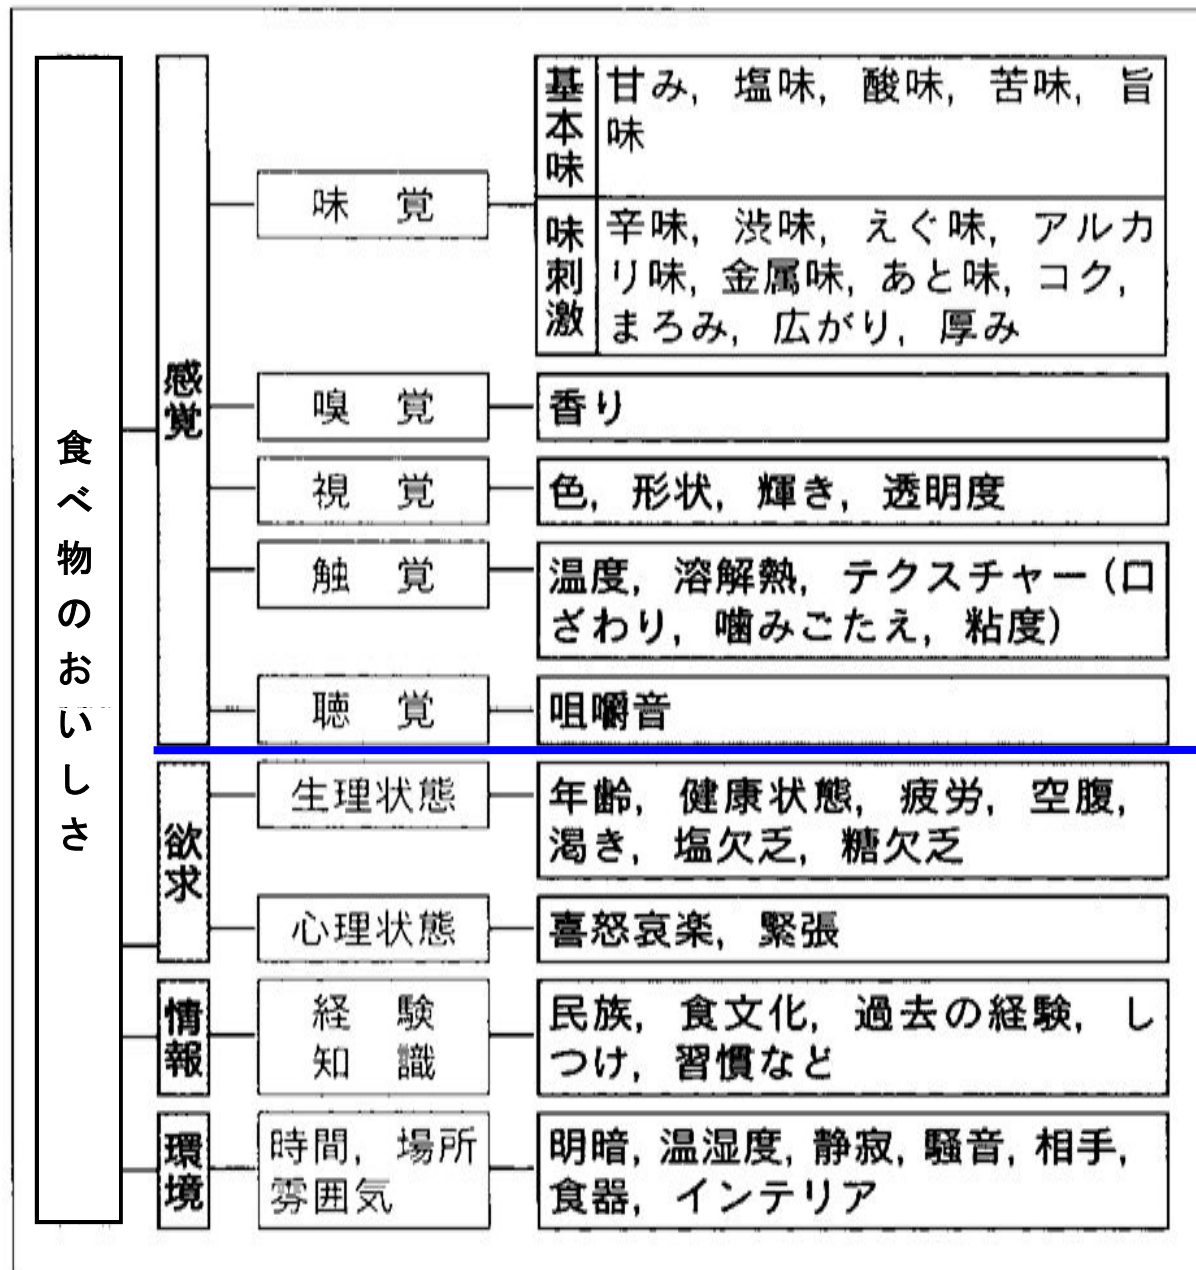 食べ物のおいしさ
感覚
味 覚
基本味
甘み, 塩味, 酸味, 苦味, 旨
味
味刺激
辛味, 渋味, えぐ味, アルカ
リ味, 金属味, あと味, コク,
まろみ, 広がり, 厚み
嗅 覚
香り
視 覚
色, 形状, 輝き, 透明度
触 覚
温度, 溶解熱, テクスチャー (口
ざわり, 噛みごたえ, 粘度)
聴 覚
咀嚼音
欲求
生理状態
年齢, 健康状態, 疲労, 空腹,
渇き, 塩欠乏, 糖欠乏
心理状態
喜怒哀楽, 緊張
情報
経 験
知 識
民族, 食文化, 過去の経験, し
つけ, 習慣など
環境
時間, 場所
雰囲気
明暗, 温湿度, 静寂, 騒音, 相手,
食器, インテリア